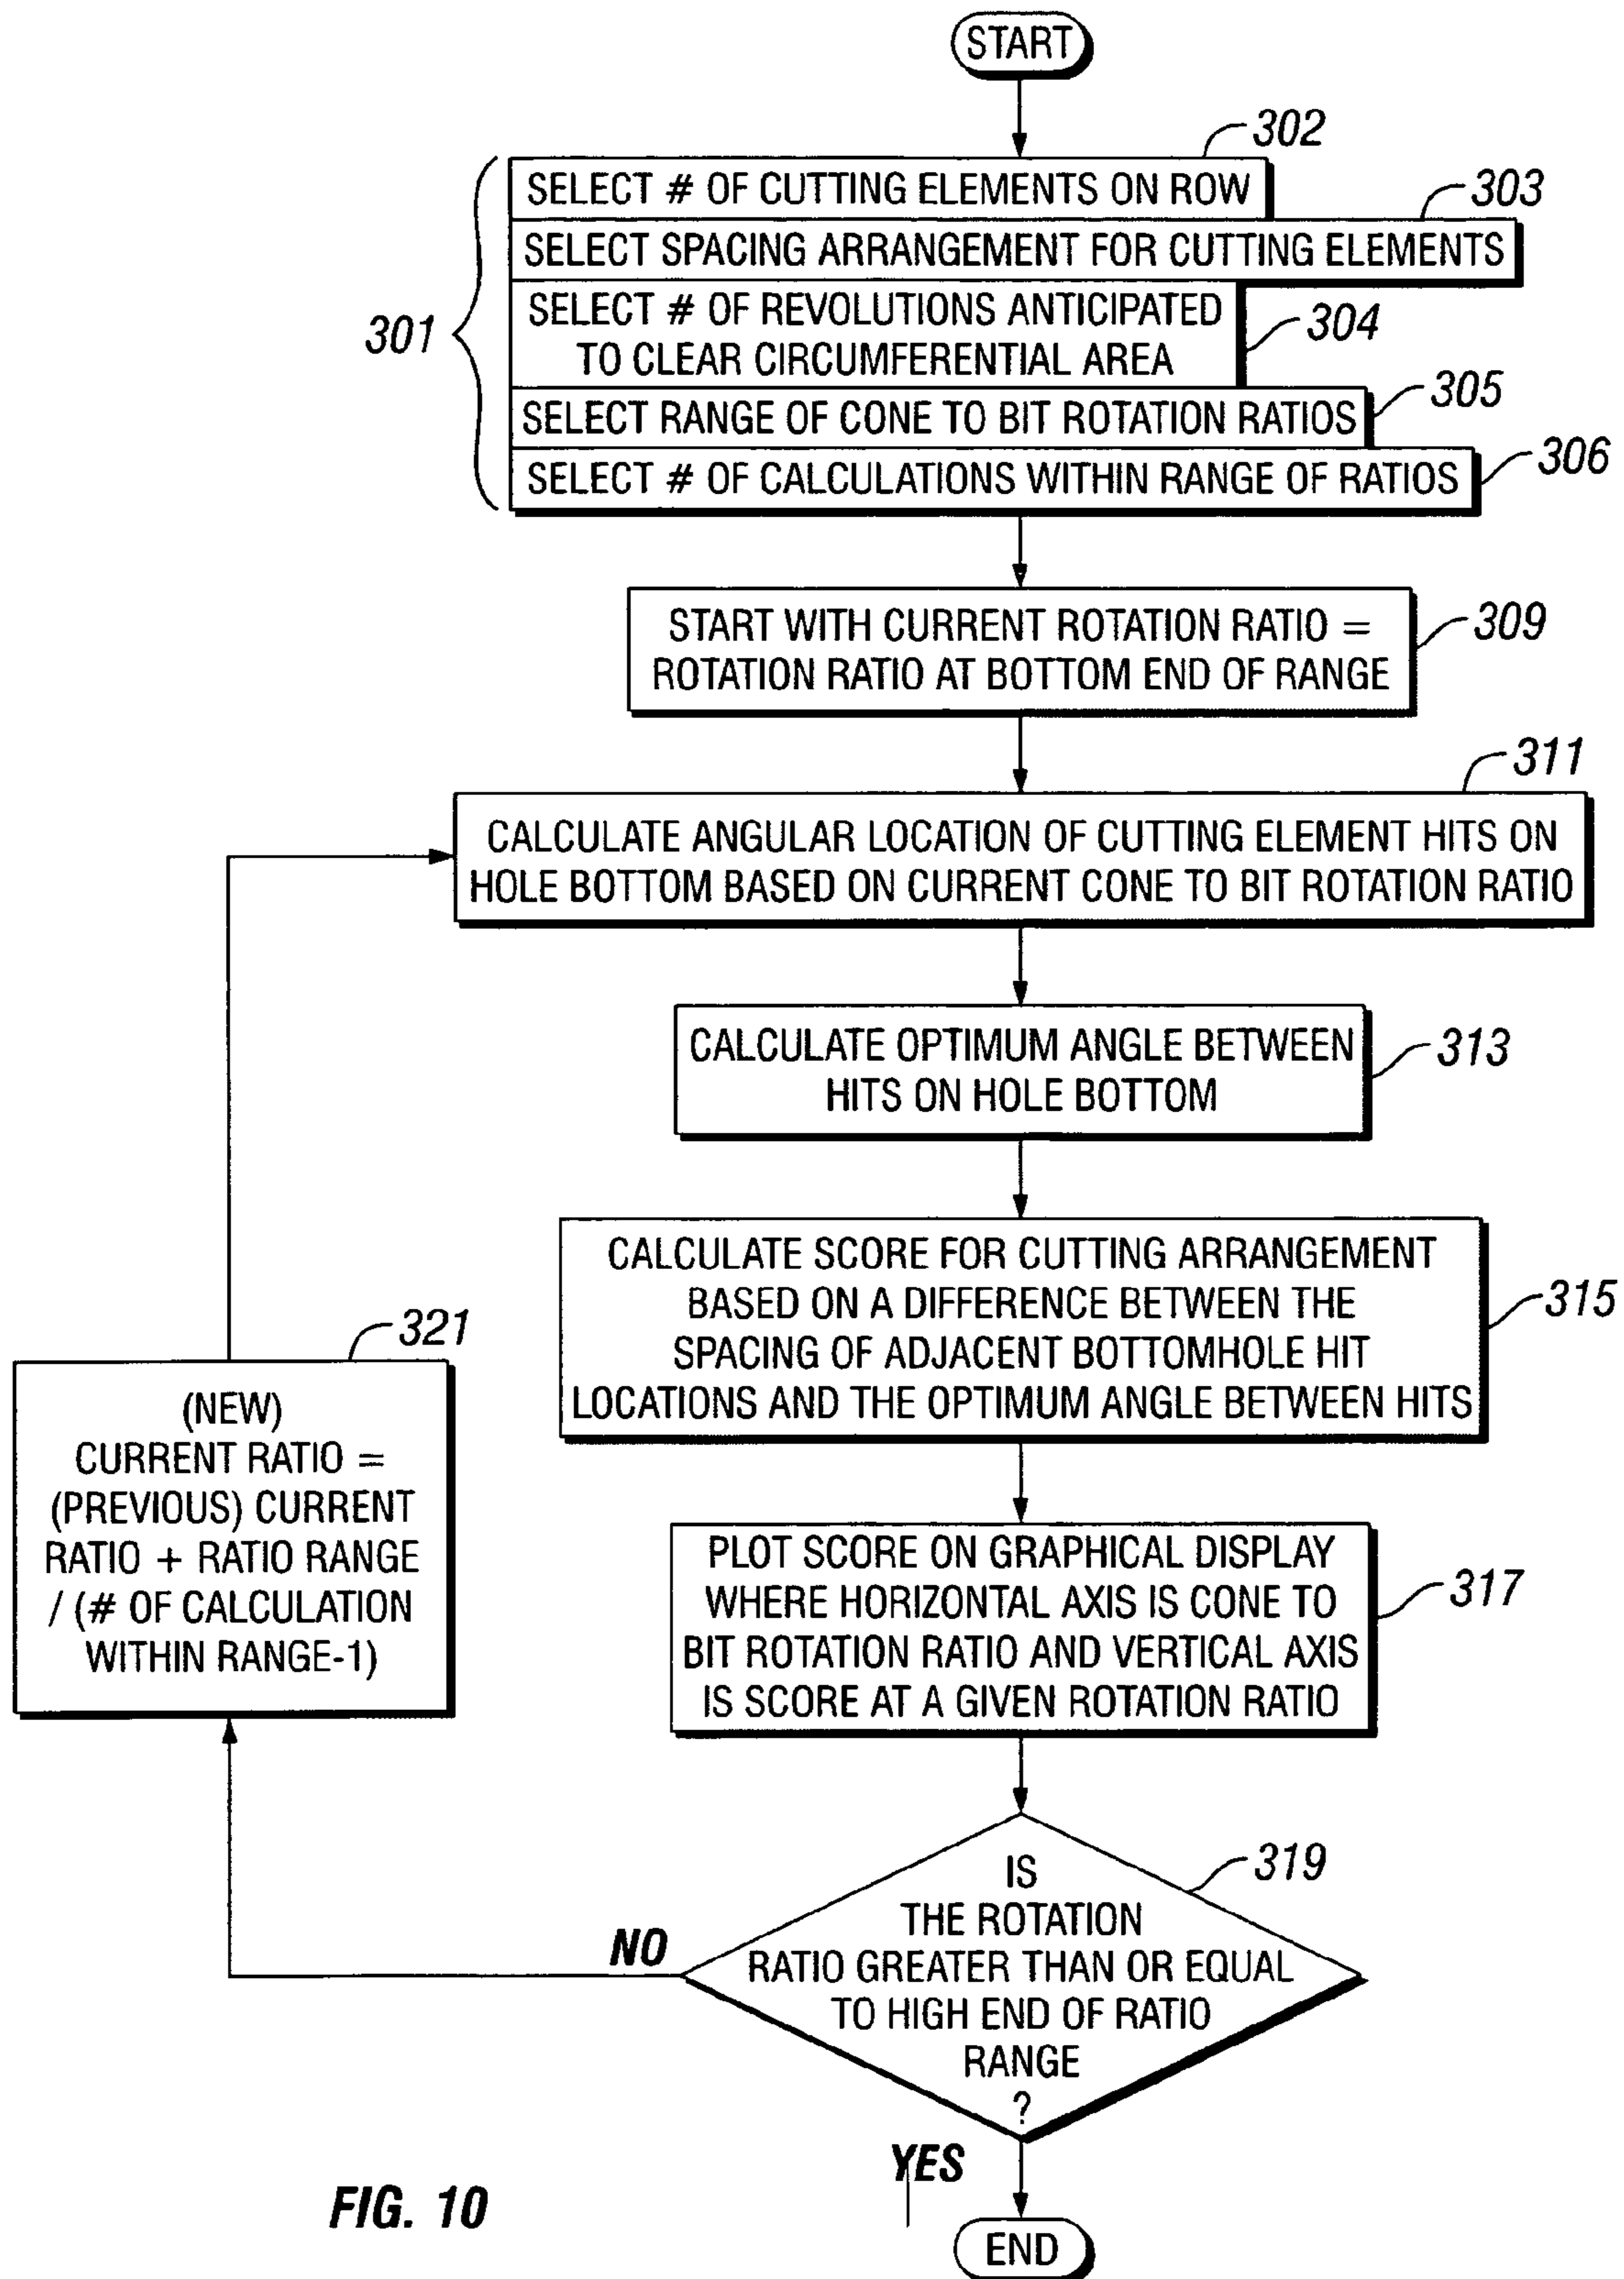 START
302
SELECT # OF CUTTING ELEMENTS ON ROW
303
SELECT SPACING ARRANGEMENT FOR CUTTING ELEMENTS
301
SELECT # OF REVOLUTIONS ANTICIPATED
TO CLEAR CIRCUMFERENTIAL AREA
304
305
SELECT RANGE OF CONE TO BIT ROTATION RATIOS
306
SELECT # OF CALCULATIONS WITHIN RANGE OF RATIOS
START WITH CURRENT ROTATION RATIO =
ROTATION RATIO AT BOTTOM END OF RANGE
309
311
CALCULATE ANGULAR LOCATION OF CUTTING ELEMENT HITS ON
HOLE BOTTOM BASED ON CURRENT CONE TO BIT ROTATION RATIO
CALCULATE OPTIMUM ANGLE BETWEEN
HITS ON HOLE BOTTOM
313
CALCULATE SCORE FOR CUTTING ARRANGEMENT
BASED ON A DIFFERENCE BETWEEN THE
SPACING OF ADJACENT BOTTOMHOLE HIT
LOCATIONS AND THE OPTIMUM ANGLE BETWEEN HITS
315
321
(NEW)
CURRENT RATIO =
(PREVIOUS) CURRENT
RATIO + RATIO RANGE
/ (# OF CALCULATION
WITHIN RANGE-1)
PLOT SCORE ON GRAPHICAL DISPLAY
WHERE HORIZONTAL AXIS IS CONE TO
BIT ROTATION RATIO AND VERTICAL AXIS
IS SCORE AT A GIVEN ROTATION RATIO
317
319
IS
THE ROTATION
RATIO GREATER THAN OR EQUAL
TO HIGH END OF RATIO
RANGE
?
NO
YES
END
FIG. 10